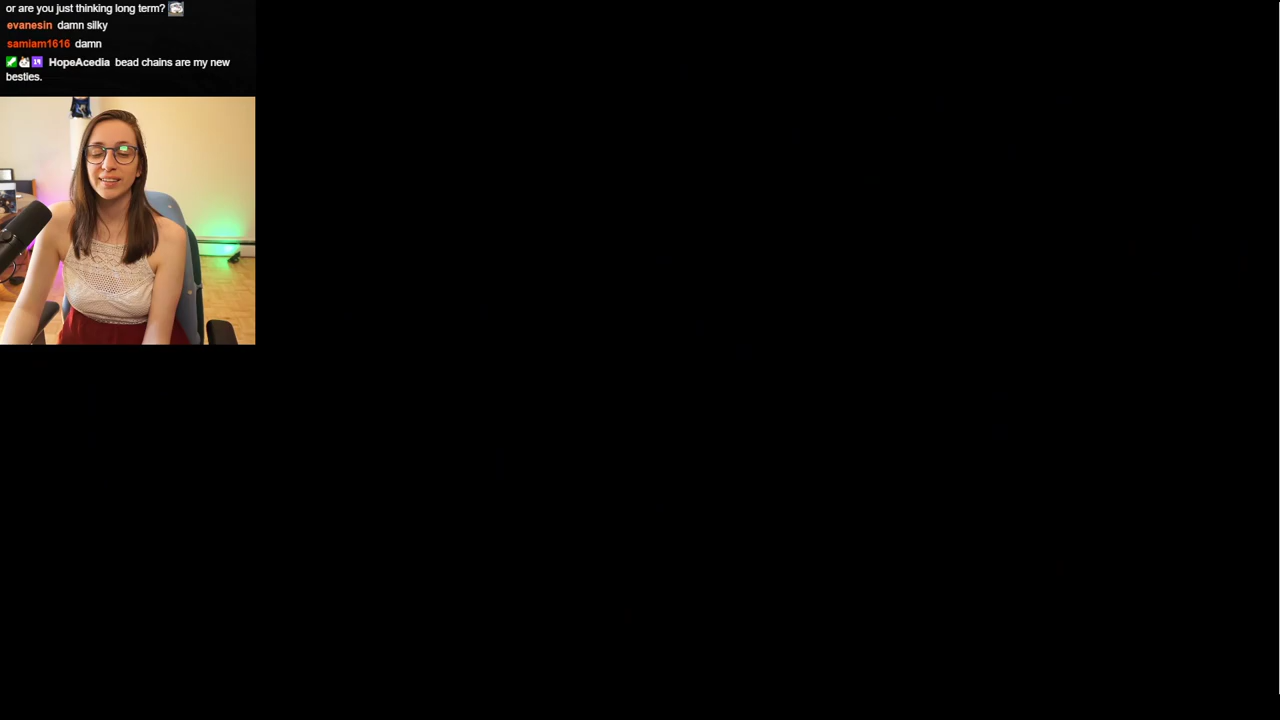 or are you just thinking long term?
evanesin damn silky
samiam1616 damn
HopeAcedia bead chains are my new
besties.